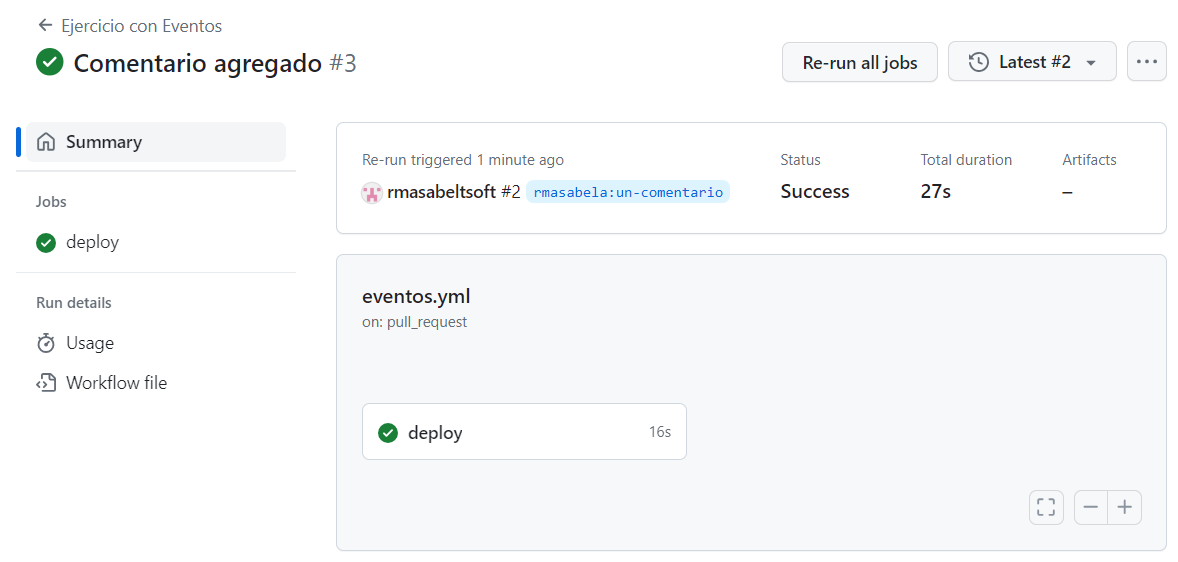 Ejercicio con Eventos
Comentario agregado #3
Re-run all jobs
Latest #2
Summary
Jobs
deploy
Run details
Usage
Workflow file
Re-run triggered 1 minute ago
rmasabeltsoft #2 rmasabela:un-comentario
Status
Success
Total duration
27s
Artifacts
–
eventos.yml
on: pull_request
deploy 16s